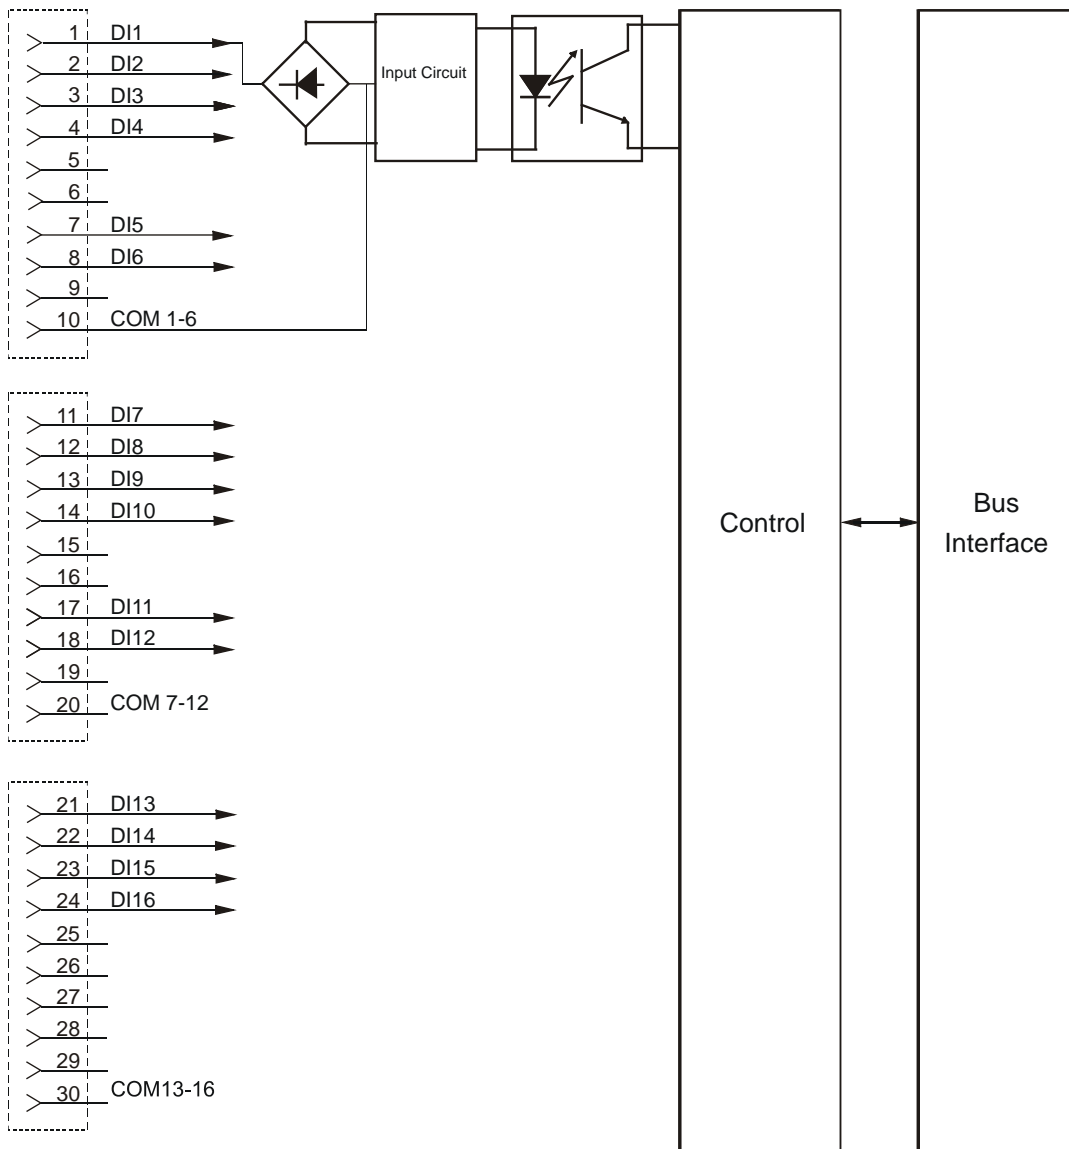 1 DI1
2 DI2
3 DI3
4 DI4
5
6
7 DI5
8 DI6
9
10 COM 1-6
Input Circuit
11 DI7
12 DI8
13 DI9
14 DI10
15
16
17 DI11
18 DI12
19
20 COM 7-12
21 DI13
22 DI14
23 DI15
24 DI16
25
26
27
28
29
30 COM13-16
Control
Bus
Interface